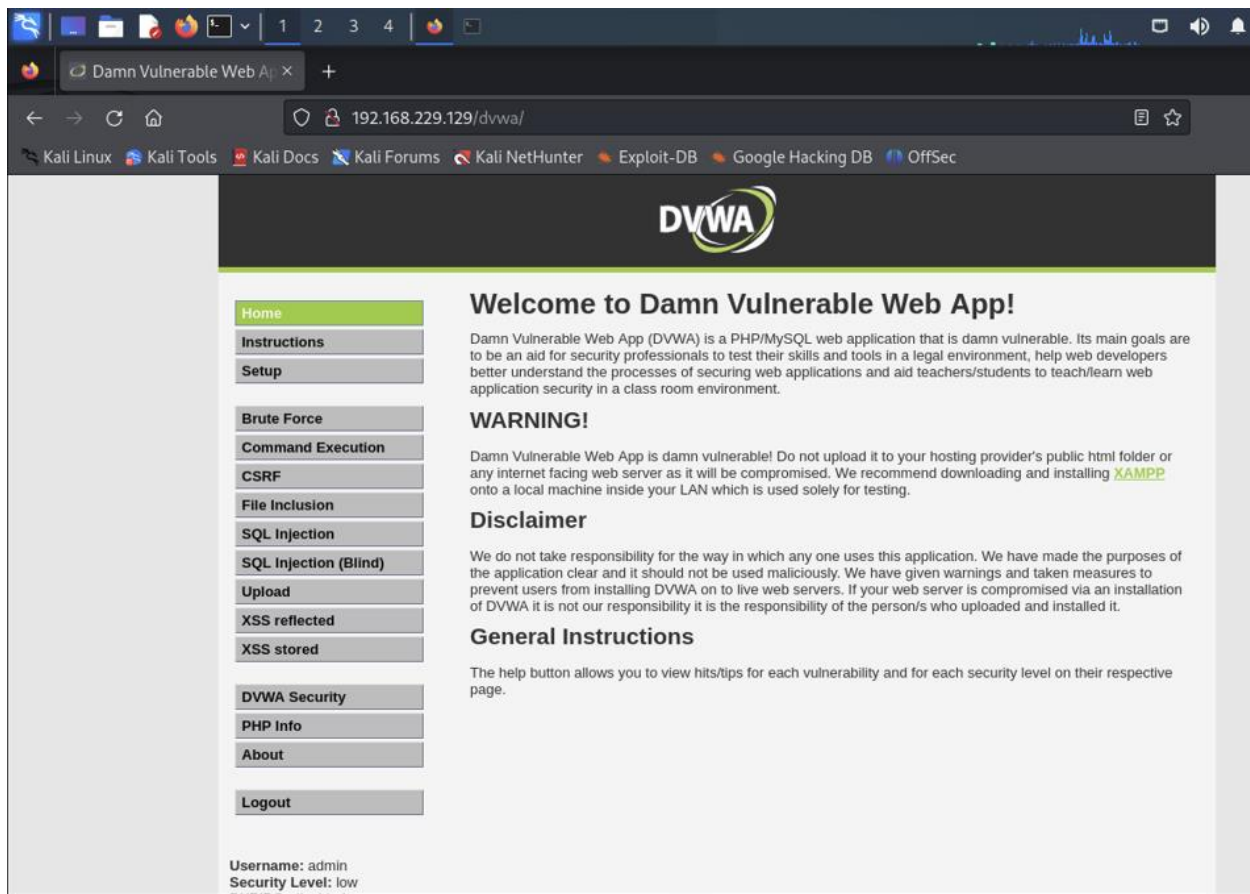 1 2 3 4
Damn Vulnerable Web Ap
192.168.229.129/dvwa/
Kali Linux Kali Tools Kali Docs Kali Forums Kali NetHunter Exploit-DB Google Hacking DB OffSec
DVWA
Home
Instructions
Setup
Brute Force
Command Execution
CSRF
File Inclusion
SQL Injection
SQL Injection (Blind)
Upload
XSS reflected
XSS stored
DVWA Security
PHP Info
About
Logout
Username: admin
Security Level: low
Welcome to Damn Vulnerable Web App!
Damn Vulnerable Web App (DVWA) is a PHP/MySQL web application that is damn vulnerable. Its main goals are
to be an aid for security professionals to test their skills and tools in a legal environment, help web developers
better understand the processes of securing web applications and aid teachers/students to teach/learn web
application security in a class room environment.
WARNING!
Damn Vulnerable Web App is damn vulnerable! Do not upload it to your hosting provider's public html folder or
any internet facing web server as it will be compromised. We recommend downloading and installing XAMPP
onto a local machine inside your LAN which is used solely for testing.
Disclaimer
We do not take responsibility for the way in which any one uses this application. We have made the purposes of
the application clear and it should not be used maliciously. We have given warnings and taken measures to
prevent users from installing DVWA on to live web servers. If your web server is compromised via an installation
of DVWA it is not our responsibility it is the responsibility of the person/s who uploaded and installed it.
General Instructions
The help button allows you to view hits/tips for each vulnerability and for each security level on their respective
page.